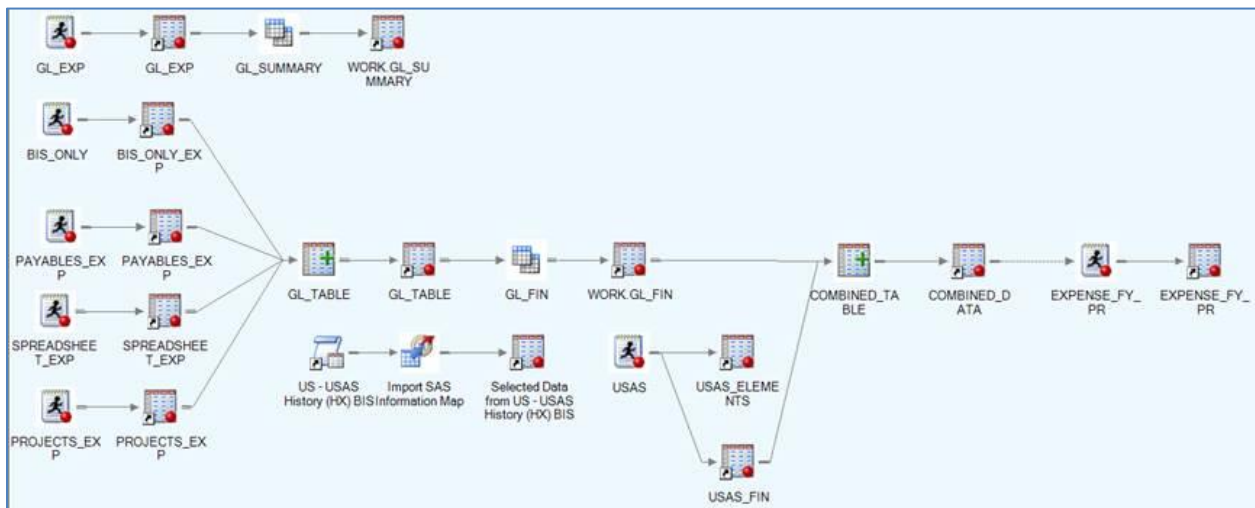 GL_EXP
GL_EXP
GL_SUMMARY
WORK.GL_SU
MMARY
BIS_ONLY
BIS_ONLY_EX
P
PAYABLES_EX
P
PAYABLES_EX
P
GL_TABLE
GL_TABLE
GL_FIN
WORK.GL_FIN
COMBINED_TA
BLE
COMBINED_D
ATA
EXPENSE_FY_
PR
EXPENSE_FY_
PR
SPREADSHEE
T_EXP
SPREADSHEE
T_EXP
US - USAS
History (HX) BIS
Import SAS
Information Map
Selected Data
from US - USAS
History (HX) BIS
USAS
USAS_ELEME
NTS
PROJECTS_EX
P
PROJECTS_EX
P
USAS_FIN